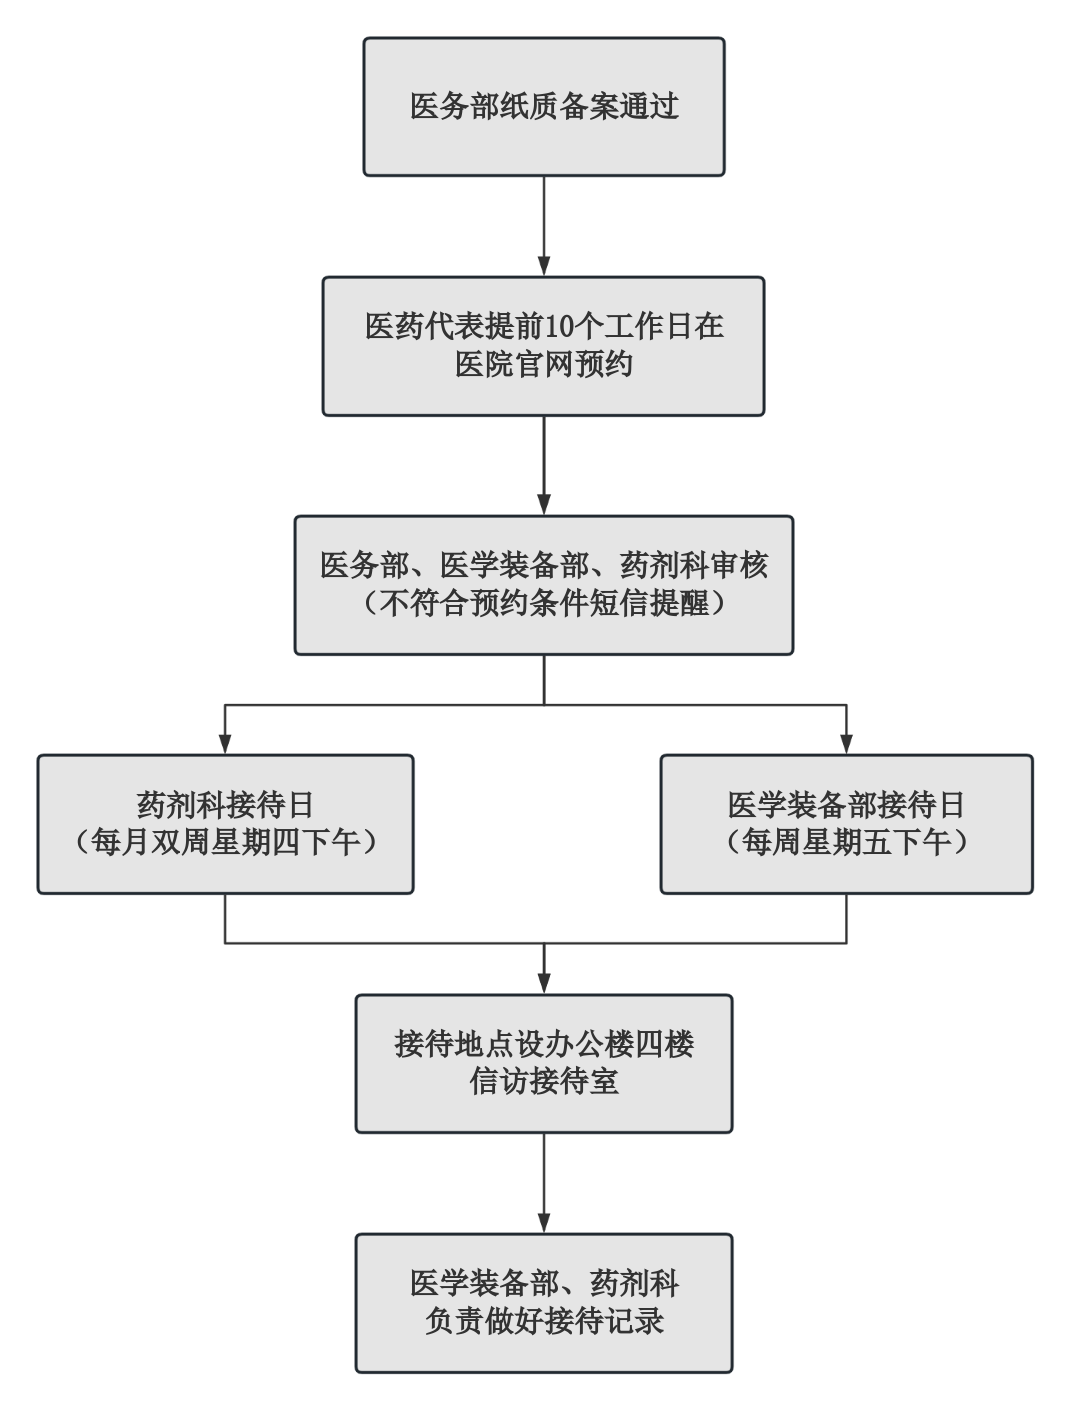 医务部纸质备案通过
医药代表提前10个工作日在
医院官网预约
医务部、医学装备部、药剂科审核
（不符合预约条件短信提醒）
药剂科接待日
（每月双周星期四下午）
医学装备部接待日
（每周星期五下午）
接待地点设办公楼四楼
信访接待室
医学装备部、药剂科
负责做好接待记录